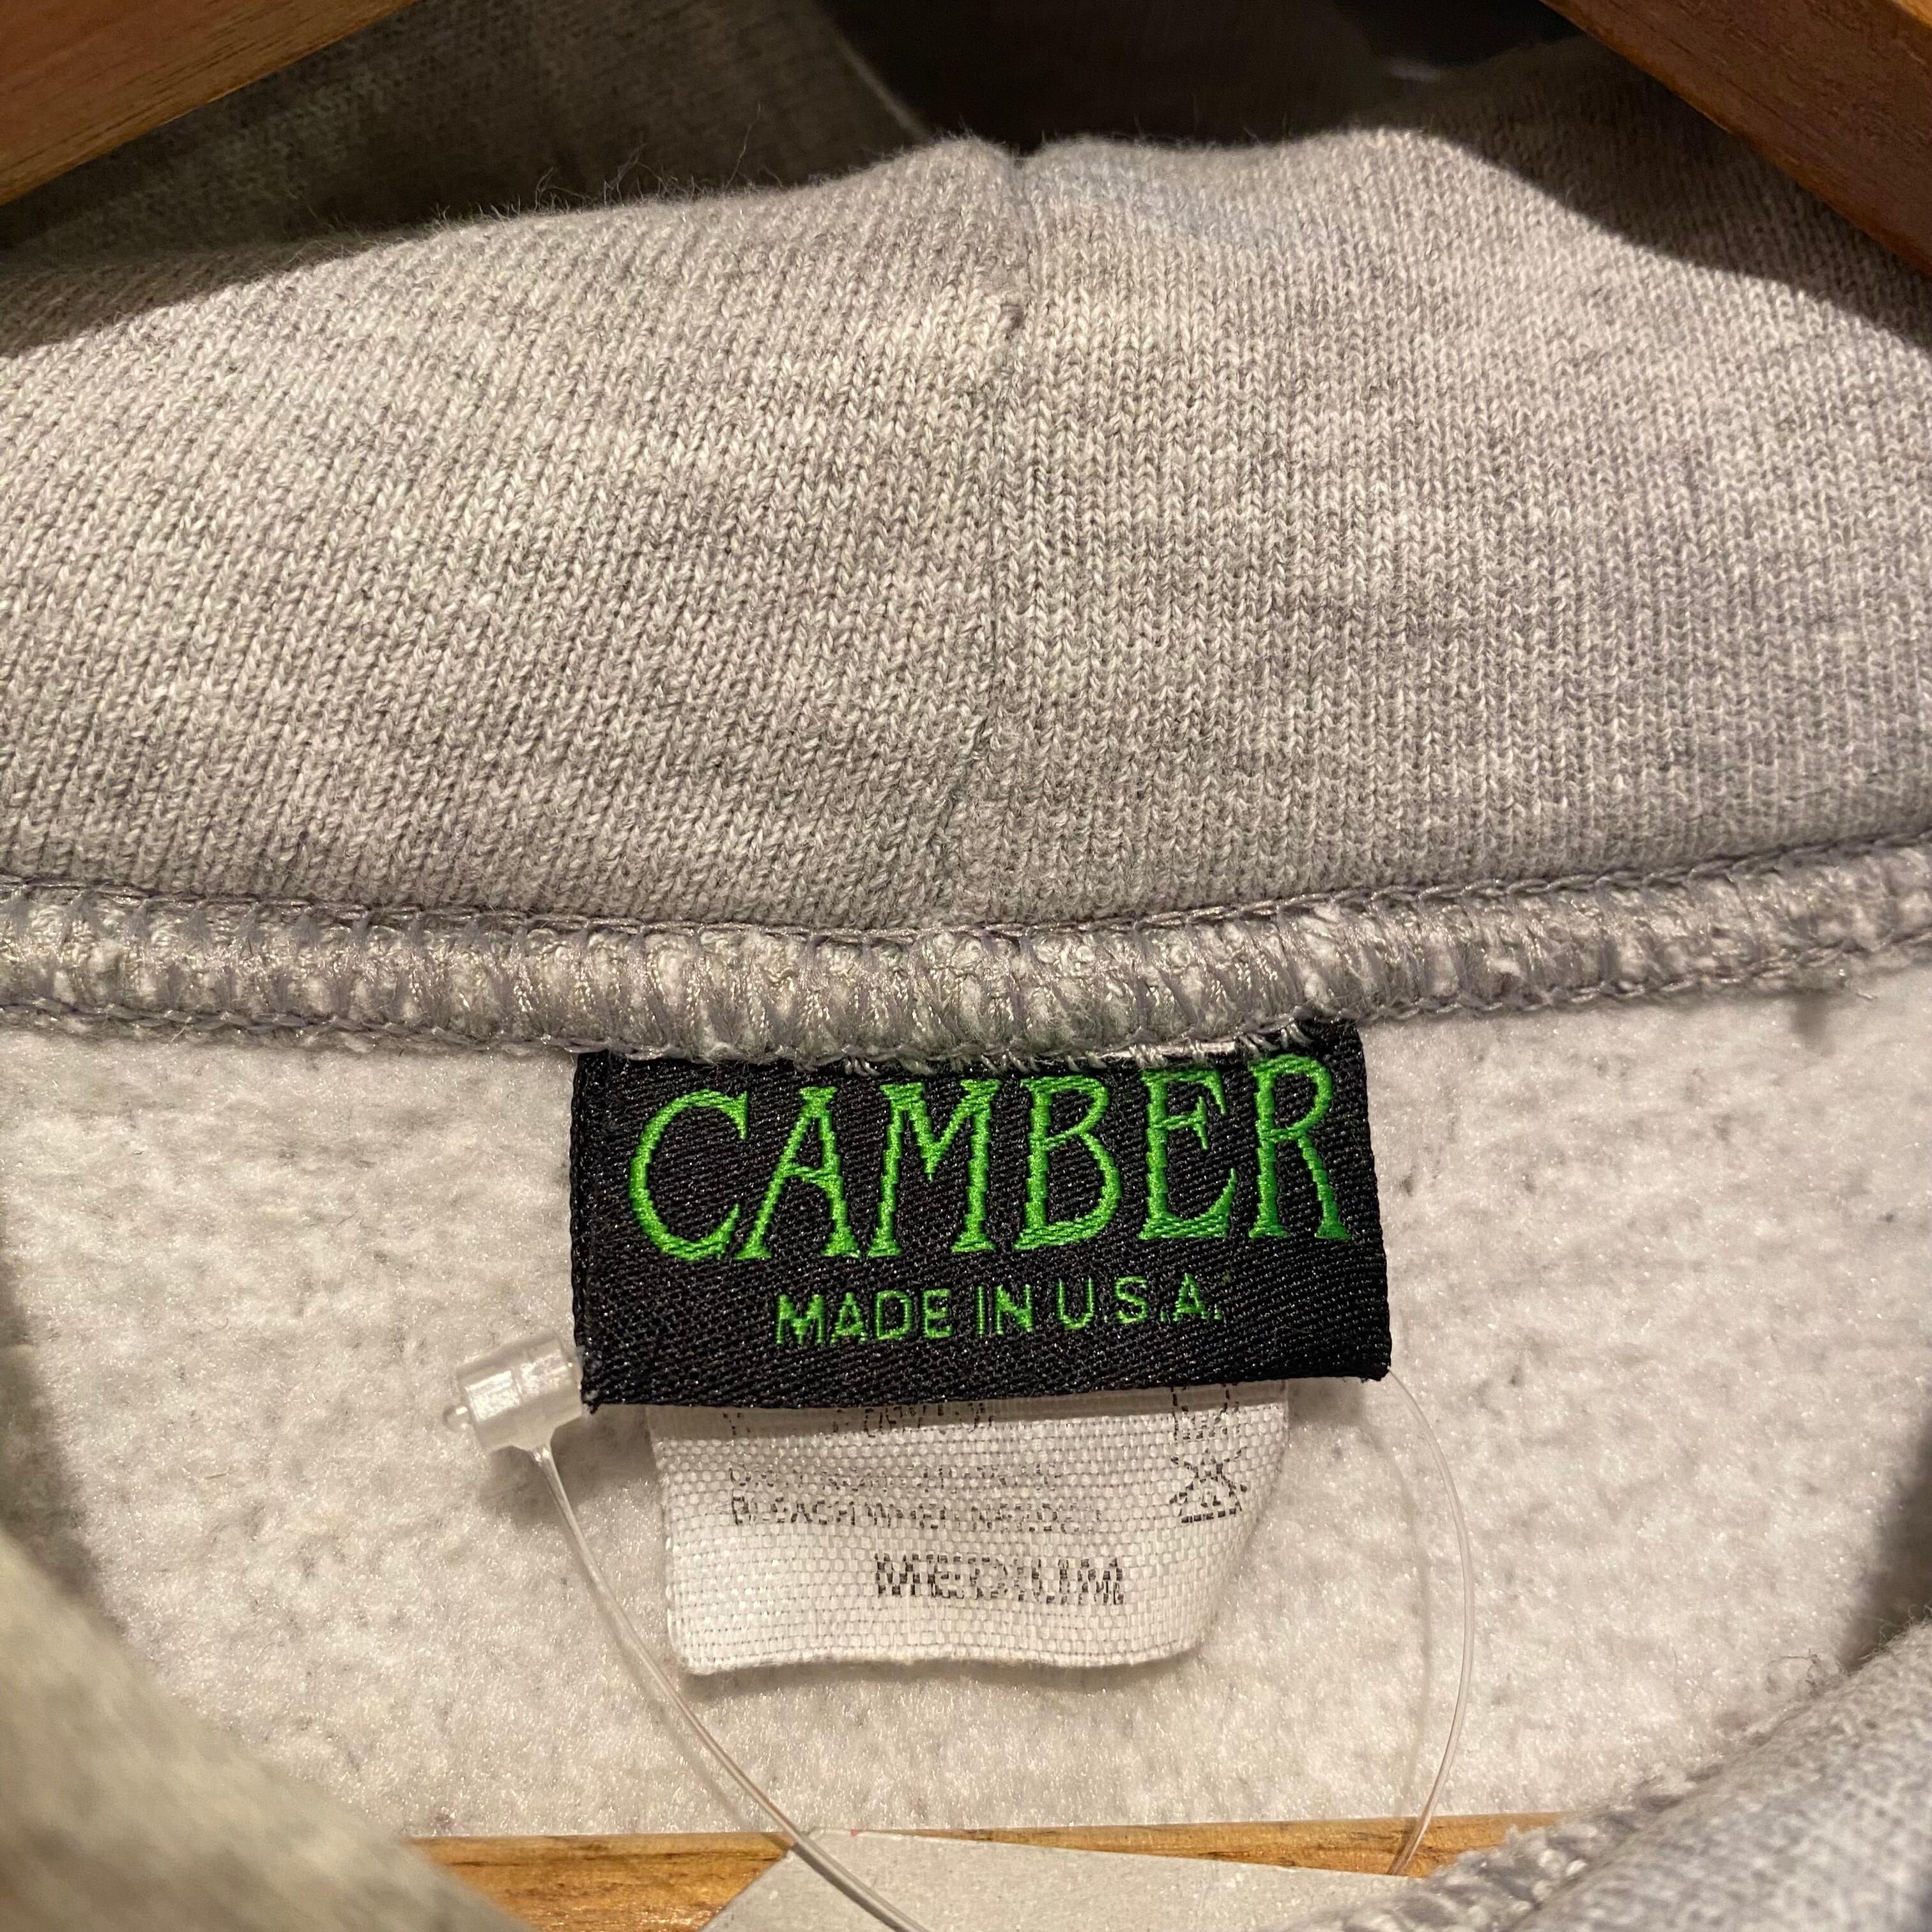 CAMBER
MADE IN U.S.A.
BLEACH WHEN NEEDED
MEDIUM